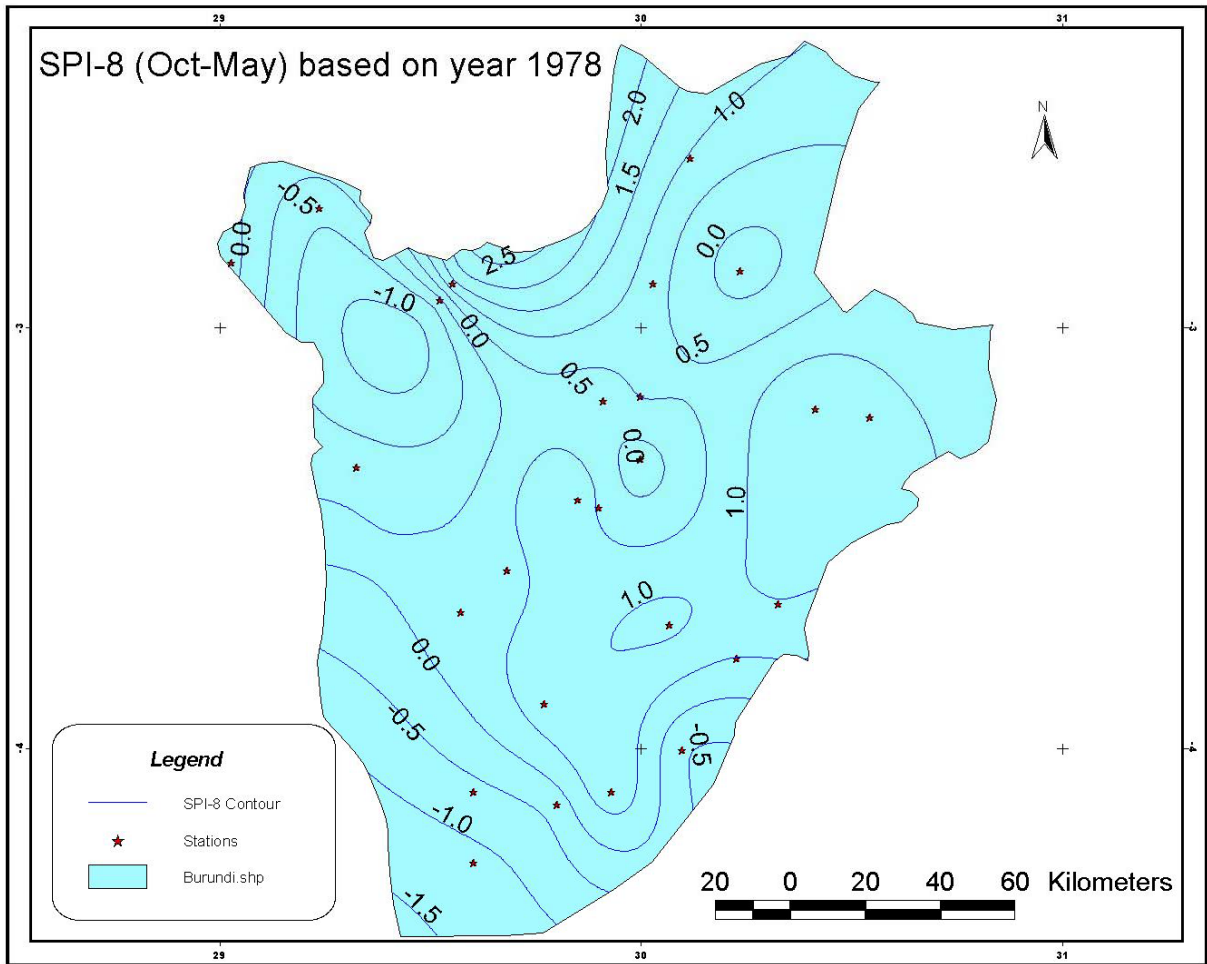 29 30 31
SPI-8 (Oct-May) based on year 1978
N
2.0
1.0
1.5
-0.5
0.0
0.0
2.5
-1.0
-3 -3
0.0
0.5
0.5
0.0
1.0
1.0
0.0
-0.5
-0.5
-4 -4
-1.0
-1.5
Legend
SPI-8 Contour
Stations
Burundi.shp
20 0 20 40 60 Kilometers
29 30 31